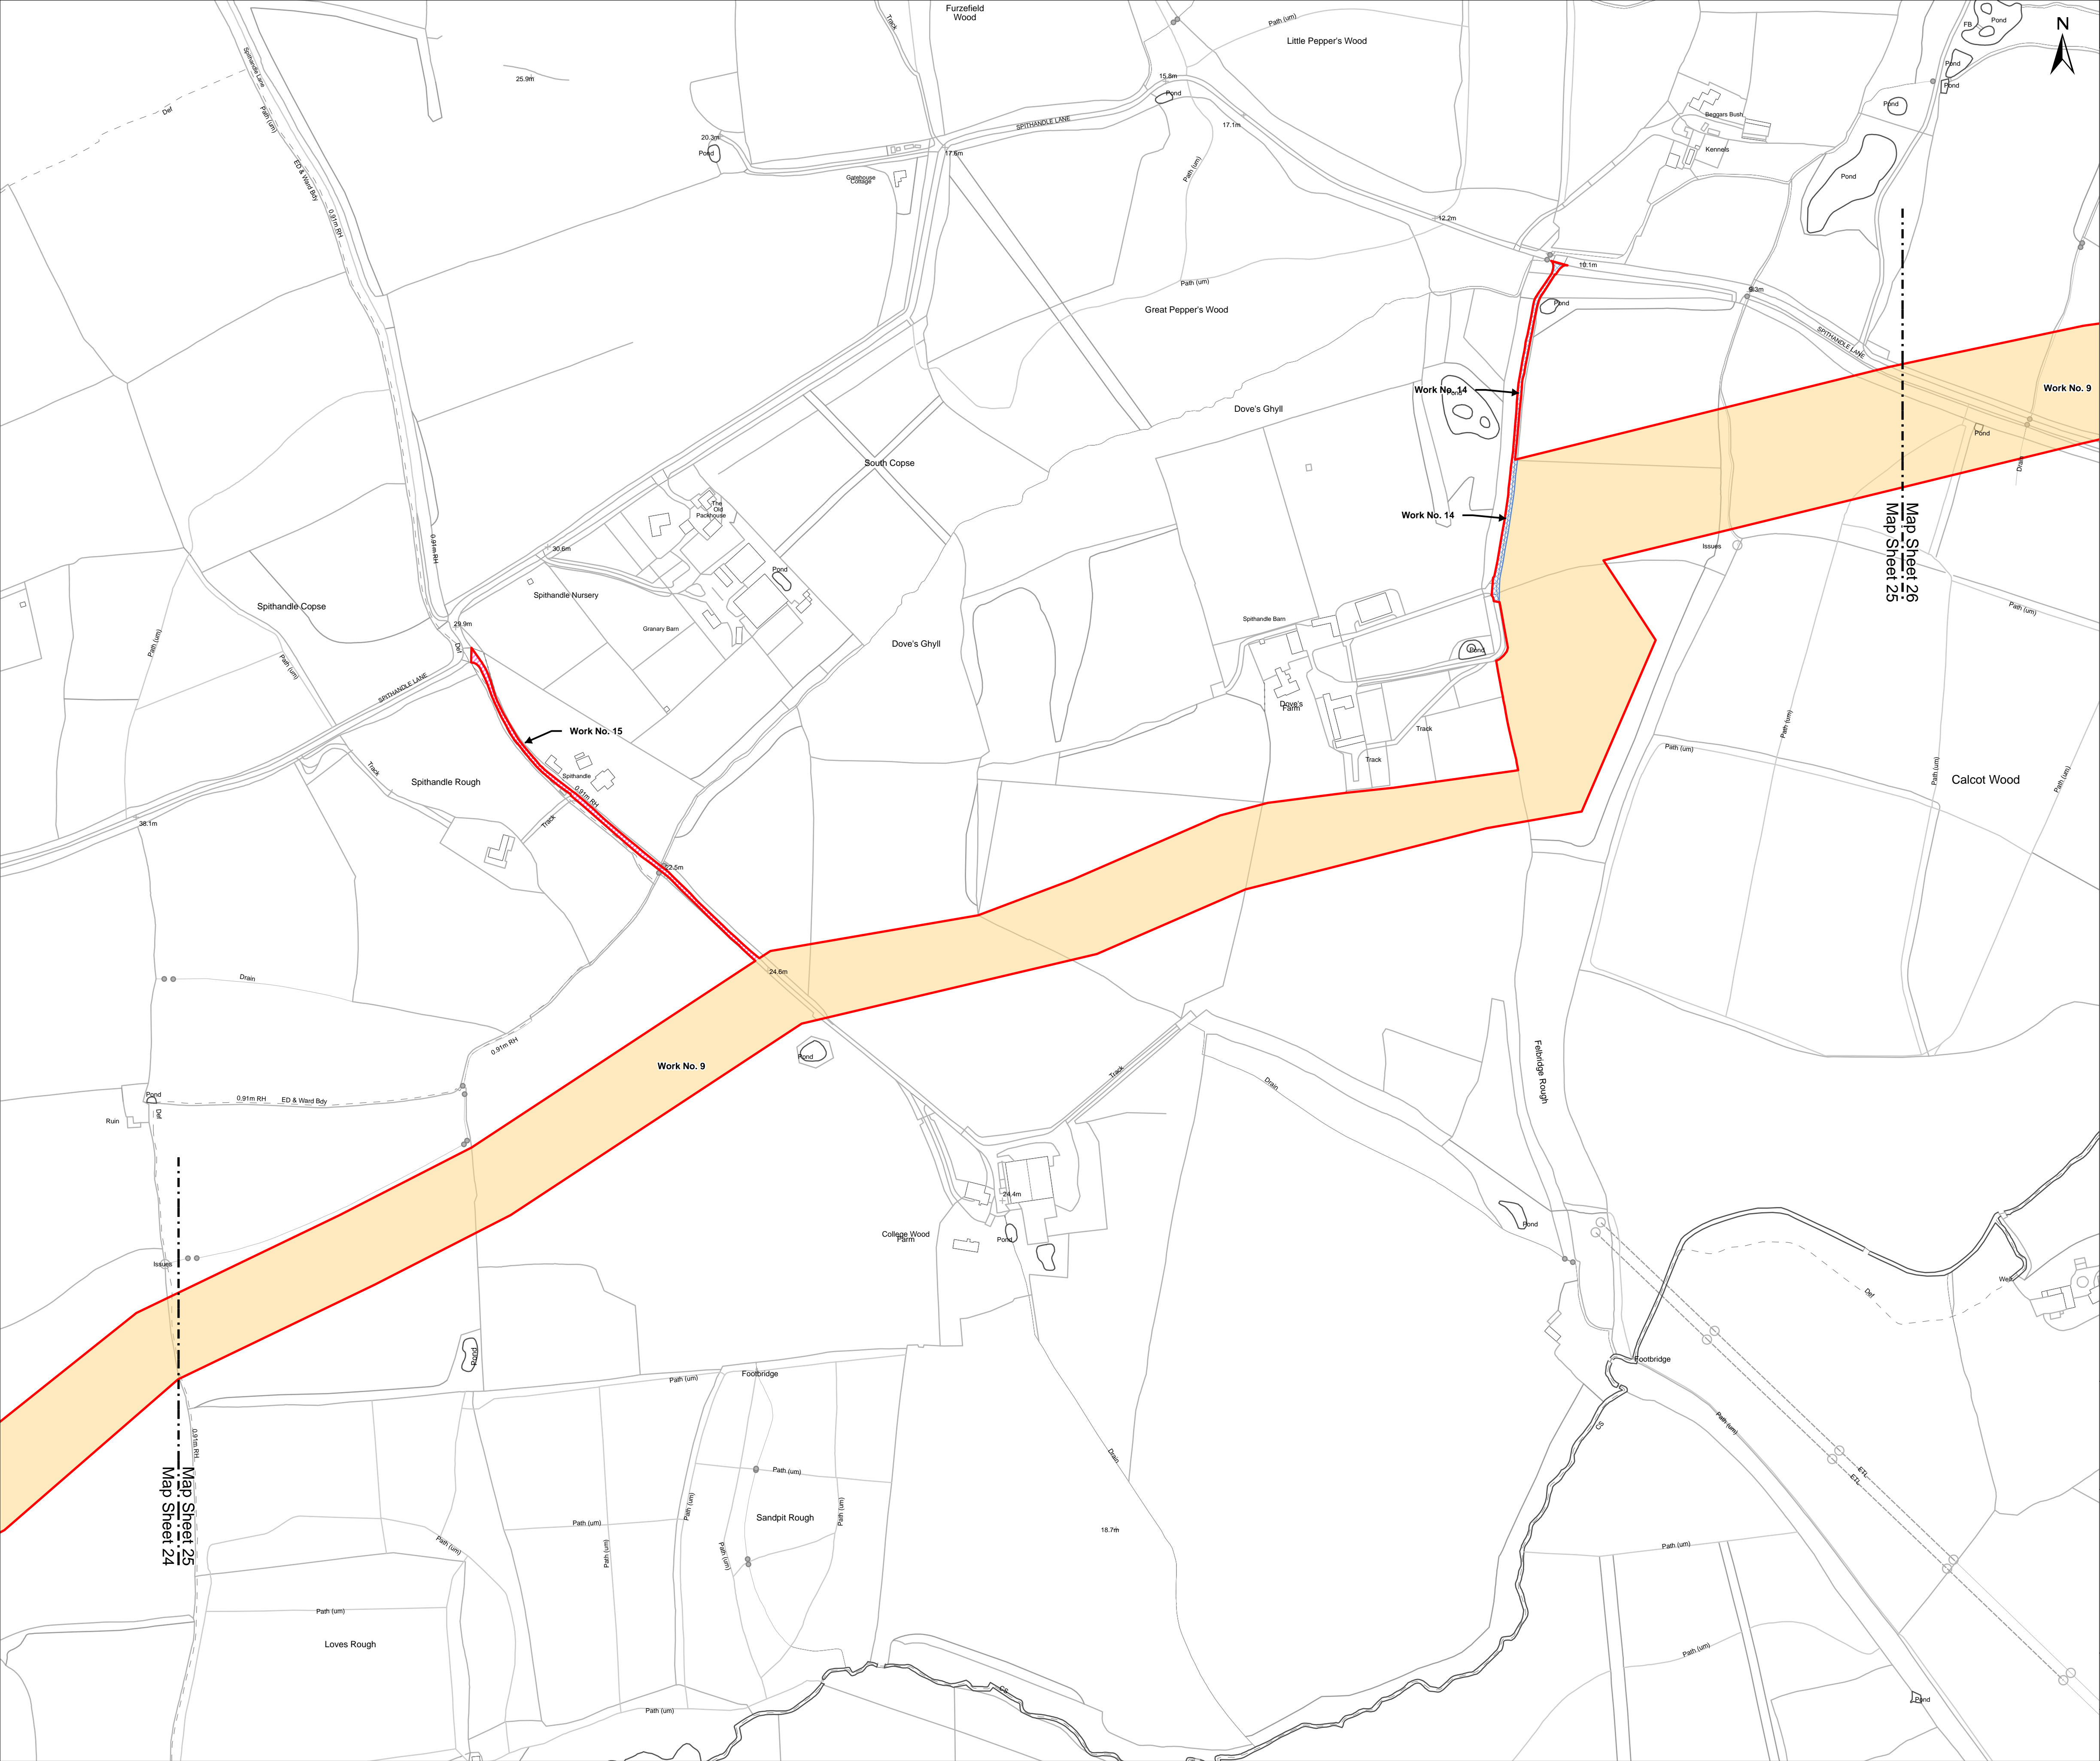 Furzefield
Wood
Track
Path (um)
Little Pepper's Wood
FB
Pond
N
Spithandle Lane
25.9m
15.8m
Pond
Pond
Pond
Pond
Def
Path (um)
SPITHANDLE LANE
17.1m
Beggars Bush
20.3m
Pond
17.6m
Kennels
ED & Ward Bdy
Gatehouse
Cottage
Path (um)
Pond
0.91m RH
12.2m
10.1m
Path (um)
9.3m
Great Pepper's Wood
Pond
SPITHANDLE LANE
Work No. 14
Pond
Work No. 9
Dove's Ghyll
Pond
South Copse
Drain
The
Old
Packhouse
Work No. 14
0.91m RH
30.6m
Issues
Map Sheet 26
Map Sheet 25
Pond
Spithandle Nursery
Spithandle Copse
Path (um)
29.9m
Granary Barn
Spithandle Barn
Path (um)
Def
Dove's Ghyll
Pond
Path (um)
SPITHANDLE LANE
Dove's
Farm
Work No. 15
Track
Path (um)
Path (um)
Track
Track
Spithandle
Spithandle Rough
Path (um)
Path (um)
Calcot Wood
0.91m RH
38.1m
Track
22.5m
24.6m
Drain
0.91m RH
Pond
Work No. 9
Track
Drain
Felbridge Rough
Pond
0.91m RH
ED & Ward Bdy
Def
Ruin
24.4m
College Wood
Farm
Pond
Pond
Issues
Well
Def
Pond
Footbridge
Footbridge
Path (um)
Path (um)
CS
0.91m RH
Drain
Map Sheet 25
Map Sheet 24
Path (um)
ETL
ETL
Path (um)
Path (um)
Sandpit Rough
Path (um)
18.7m
Path (um)
Path (um)
Path (um)
Path (um)
Path (um)
Loves Rough
Path (um)
CS
Pond
Path (um)